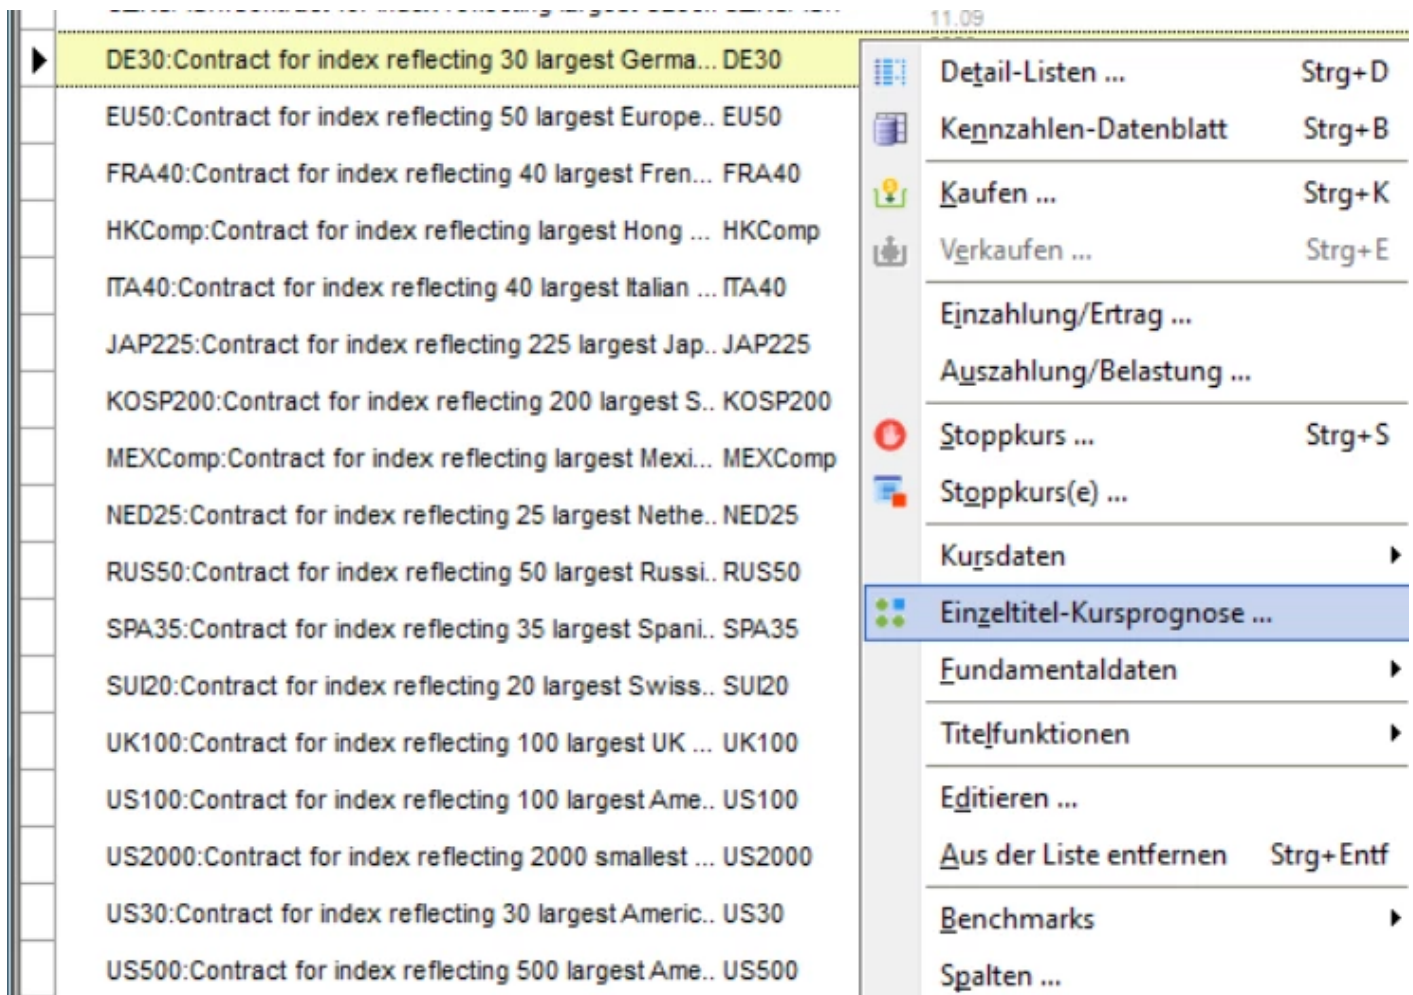 11.09
DE30:Contract for index reflecting 30 largest Germa... DE30
EU50:Contract for index reflecting 50 largest Europe.. EU50
FRA40:Contract for index reflecting 40 largest Fren... FRA40
HKComp:Contract for index reflecting largest Hong ... HKComp
ITA40:Contract for index reflecting 40 largest Italian ... ITA40
JAP225:Contract for index reflecting 225 largest Jap.. JAP225
KOSP200:Contract for index reflecting 200 largest S.. KOSP200
MEXComp:Contract for index reflecting largest Mexi... MEXComp
NED25:Contract for index reflecting 25 largest Nethe.. NED25
RUS50:Contract for index reflecting 50 largest Russi.. RUS50
SPA35:Contract for index reflecting 35 largest Spani.. SPA35
SUI20:Contract for index reflecting 20 largest Swiss.. SUI20
UK100:Contract for index reflecting 100 largest UK ... UK100
US100:Contract for index reflecting 100 largest Ame.. US100
US2000:Contract for index reflecting 2000 smallest ... US2000
US30:Contract for index reflecting 30 largest Americ.. US30
US500:Contract for index reflecting 500 largest Ame.. US500
Detail-Listen ... Strg+D
Kennzahlen-Datenblatt Strg+B
Kaufen ... Strg+K
Verkaufen ... Strg+E
Einzahlung/Ertrag ...
Auszahlung/Belastung ...
Stoppkurs ... Strg+S
Stoppkurs(e) ...
Kursdaten
Einzeltitel-Kursprognose ...
Fundamentaldaten
Titelfunktionen
Editieren ...
Aus der Liste entfernen Strg+Entf
Benchmarks
Spalten ...